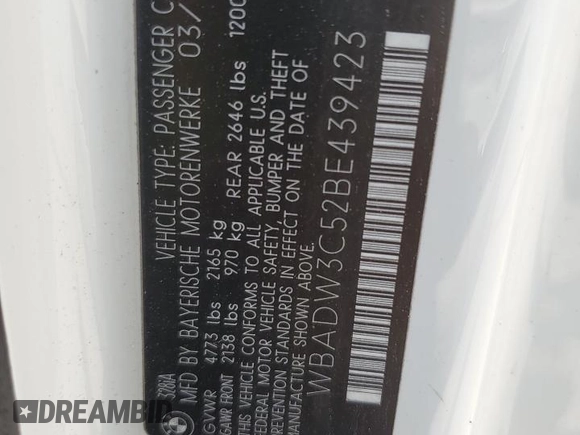 VEHICLE TYPE: PASSENGER C
MFD BY BAYERISCHE MOTORENWERKE 03/
GVWR 4773 lbs 2165 kg
GAWR FRONT 2138 lbs 970 kg REAR 2646 lbs 1200
THIS VEHICLE CONFORMS TO ALL APPLICABLE U.S.
FEDERAL MOTOR VEHICLE SAFETY, BUMPER AND THEFT
PREVENTION STANDARDS IN EFFECT ON THE DATE OF
MANUFACTURE SHOWN ABOVE.
WBADW3C52BE439423
DREAMBID